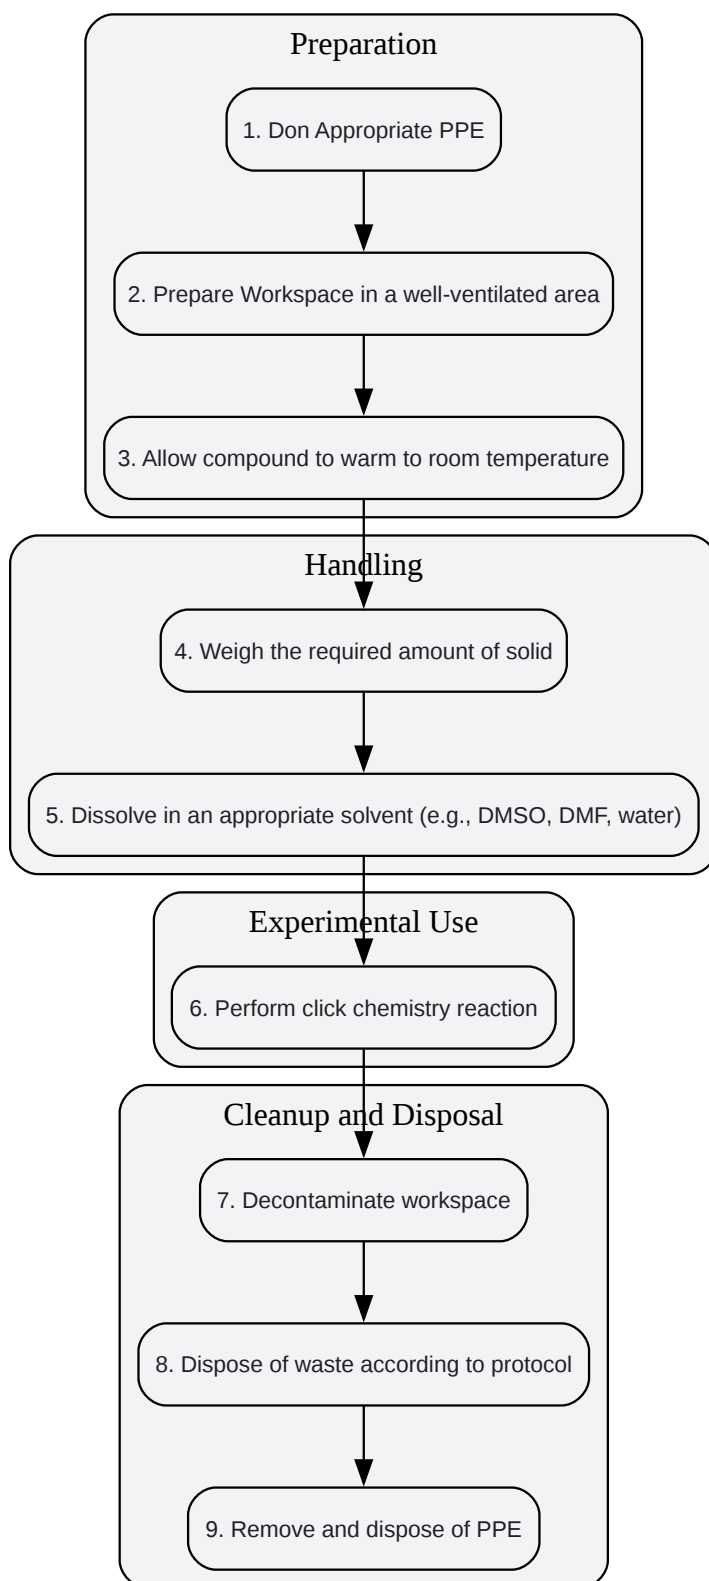 Preparation
1. Don Appropriate PPE
2. Prepare Workspace in a well-ventilated area
3. Allow compound to warm to room temperature
Handling
4. Weigh the required amount of solid
5. Dissolve in an appropriate solvent (e.g., DMSO, DMF, water)
Experimental Use
6. Perform click chemistry reaction
Cleanup and Disposal
7. Decontaminate workspace
8. Dispose of waste according to protocol
9. Remove and dispose of PPE